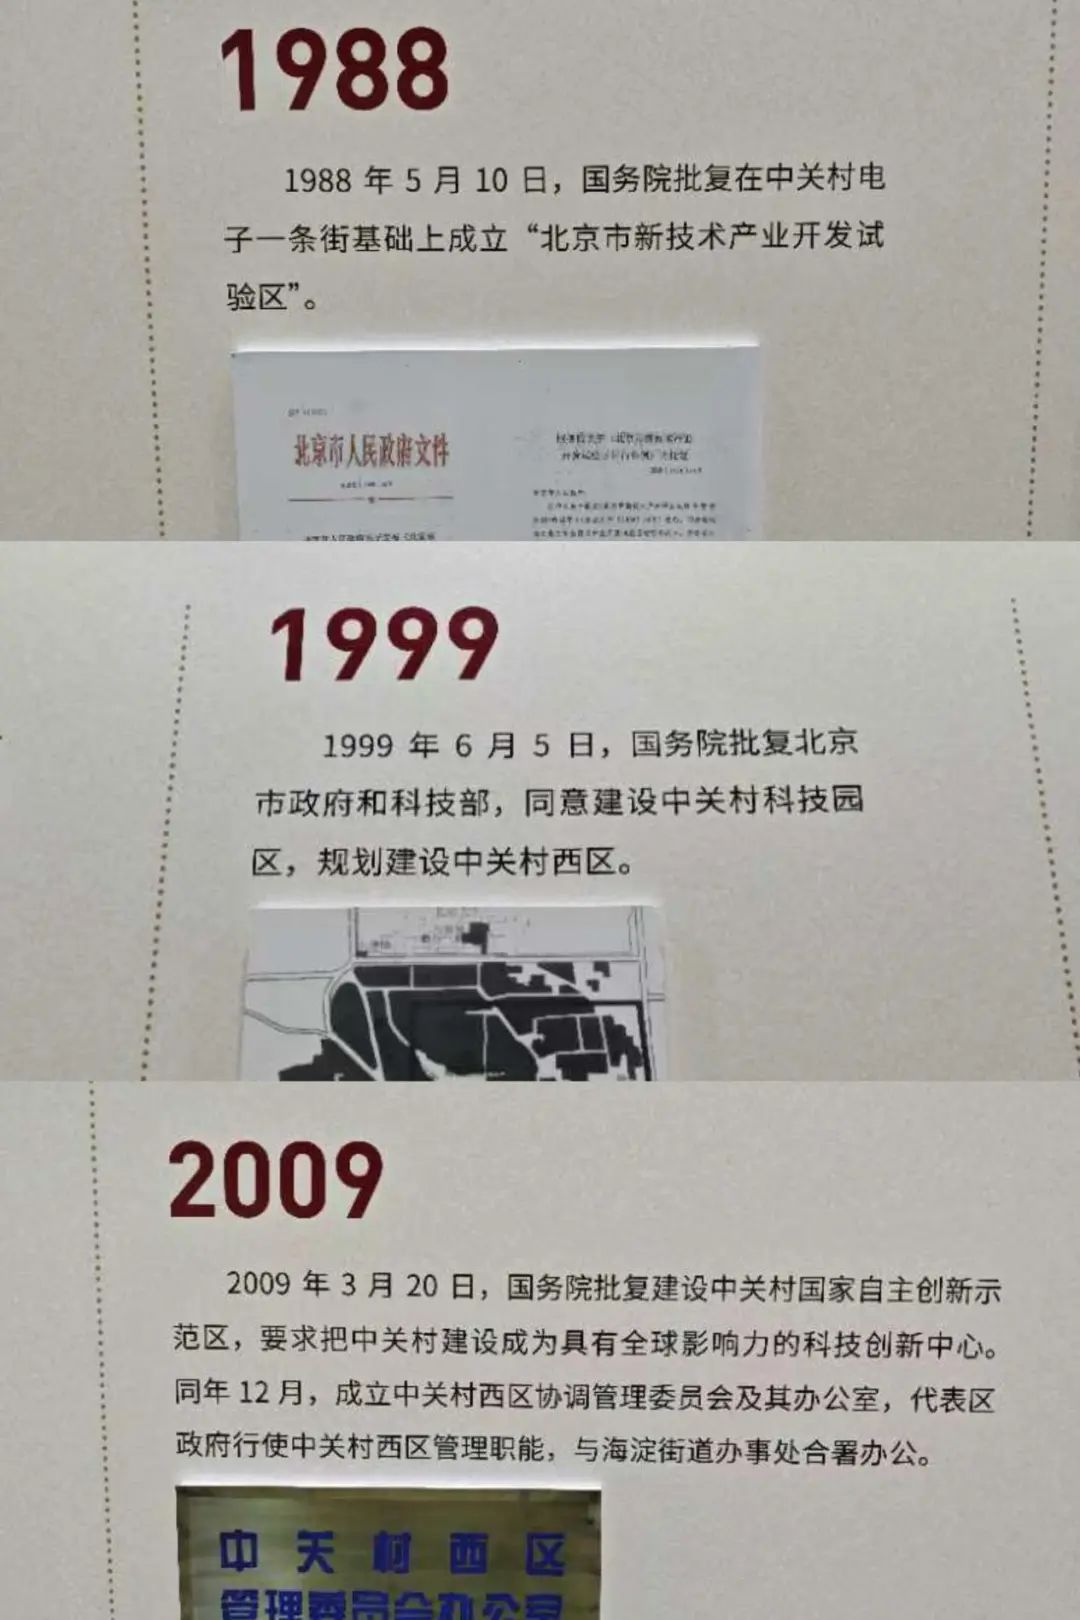 1988
1988 年 5 月 10 日，国务院批复在中关村电
子一条街基础上成立“北京市新技术产业开发试
验区”。
北京市人民政府文件
1999
1999 年 6 月 5 日，国务院批复北京
市政府和科技部，同意建设中关村科技园
区，规划建设中关村西区。
2009
2009 年 3 月 20 日，国务院批复建设中关村国家自主创新示
范区，要求把中关村建设成为具有全球影响力的科技创新中心。
同年 12 月，成立中关村西区协调管理委员会及其办公室，代表区
政府行使中关村西区管理职能，与海淀街道办事处合署办公。
中关村西区
管理委员会办公室